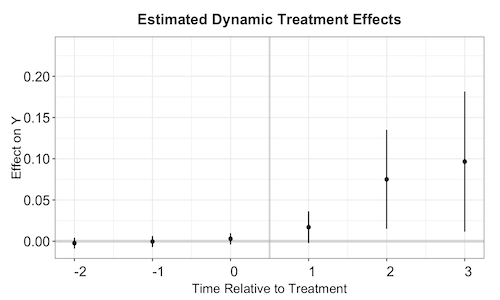 Estimated Dynamic Treatment Effects
Effect on Y
0.20
0.15
0.10
0.05
0.00
-2 -1 0 1 2 3
Time Relative to Treatment